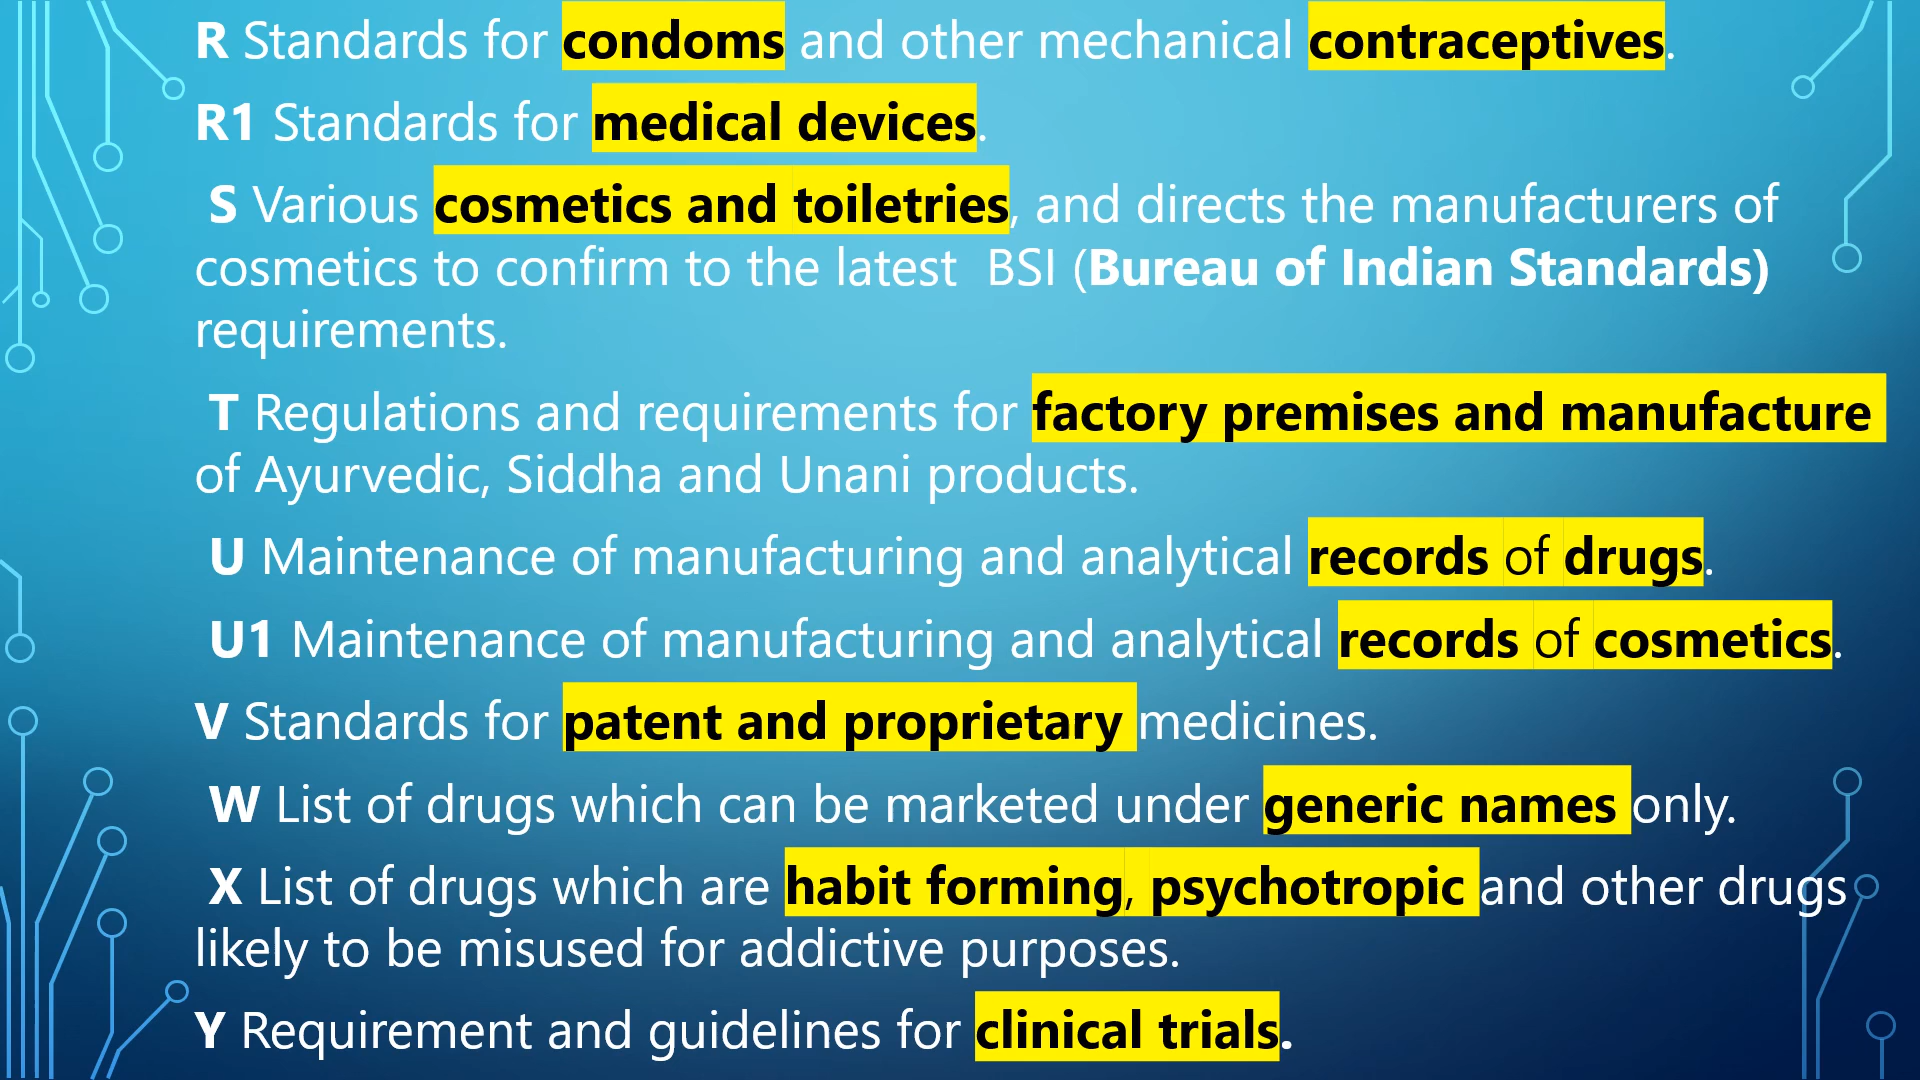 R Standards for condoms and other mechanical contraceptives.
R1 Standards for medical devices.
S Various cosmetics and toiletries, and directs the manufacturers of
cosmetics to confirm to the latest BSI (Bureau of Indian Standards)
requirements.
T Regulations and requirements for factory premises and manufacture
of Ayurvedic, Siddha and Unani products.
U Maintenance of manufacturing and analytical records of drugs.
U1 Maintenance of manufacturing and analytical records of cosmetics.
V Standards for patent and proprietary medicines.
W List of drugs which can be marketed under generic names only.
X List of drugs which are habit forming, psychotropic and other drugs
likely to be misused for addictive purposes.
Y Requirement and guidelines for clinical trials.